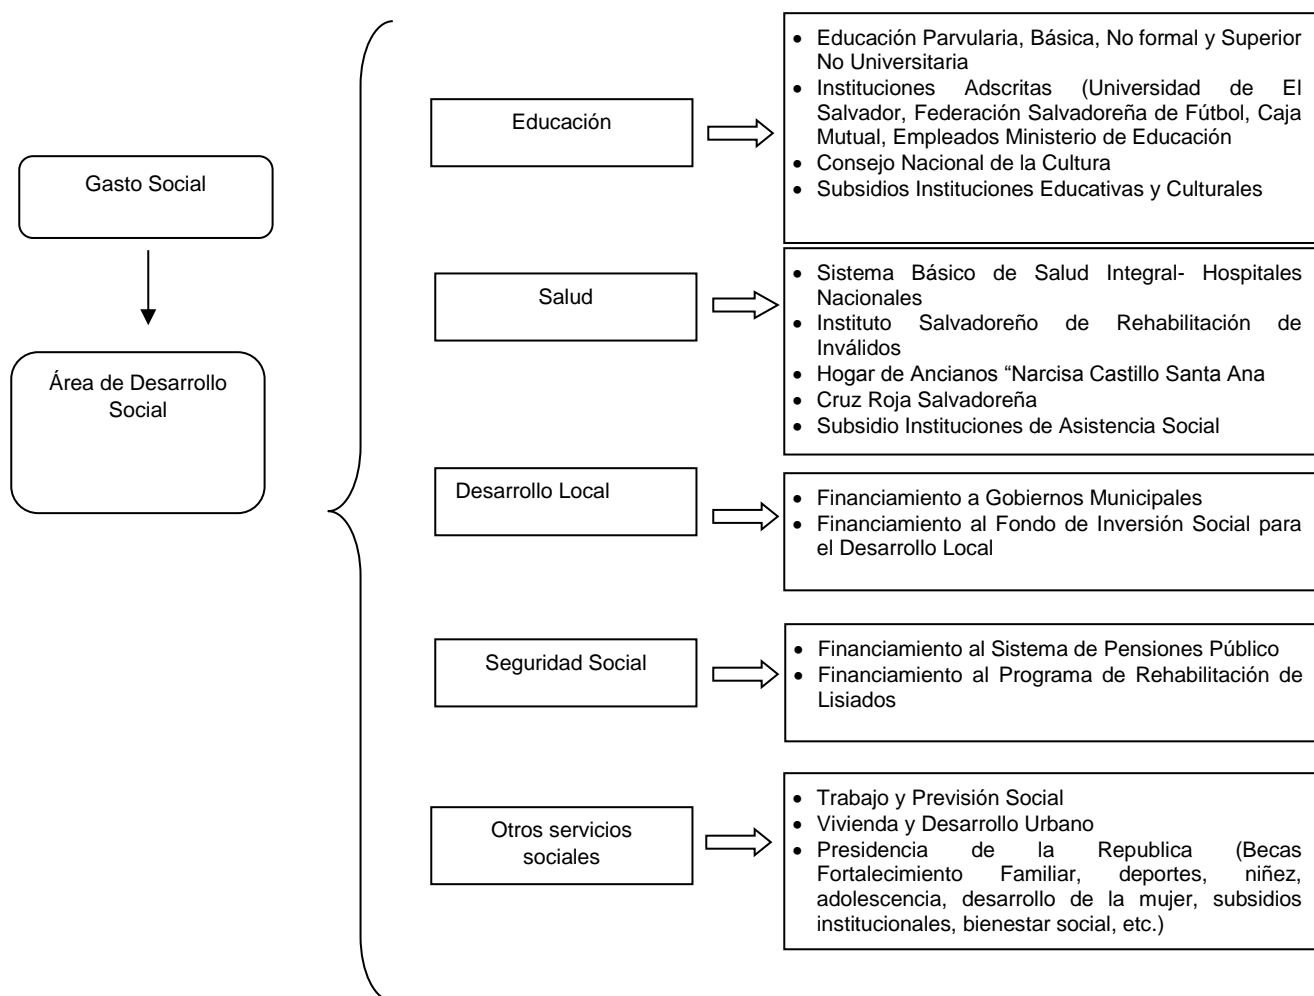 Gasto Social
Área de Desarrollo
Social
Educación
• Educación Parvularia, Básica, No formal y Superior
No Universitaria
• Instituciones Adscritas (Universidad de El
Salvador, Federación Salvadoreña de Fútbol, Caja
Mutual, Empleados Ministerio de Educación
• Consejo Nacional de la Cultura
• Subsidios Instituciones Educativas y Culturales
Salud
• Sistema Básico de Salud Integral- Hospitales
Nacionales
• Instituto Salvadoreño de Rehabilitación de
Inválidos
• Hogar de Ancianos “Narcisa Castillo Santa Ana
• Cruz Roja Salvadoreña
• Subsidio Instituciones de Asistencia Social
Desarrollo Local
• Financiamiento a Gobiernos Municipales
• Financiamiento al Fondo de Inversión Social para
el Desarrollo Local
Seguridad Social
• Financiamiento al Sistema de Pensiones Público
• Financiamiento al Programa de Rehabilitación de
Lisiados
Otros servicios
sociales
• Trabajo y Previsión Social
• Vivienda y Desarrollo Urbano
• Presidencia de la Republica (Becas
Fortalecimiento Familiar, deportes, niñez,
adolescencia, desarrollo de la mujer, subsidios
institucionales, bienestar social, etc.)